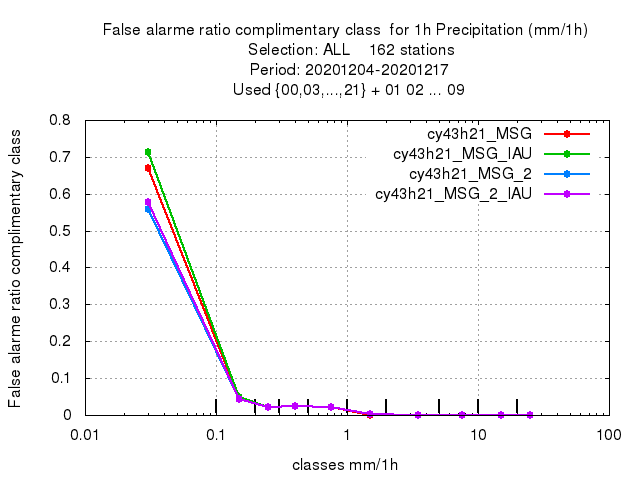 False alarme ratio complimentary class  for 1h Precipitation (mm/1h)
Selection: ALL    162 stations
Period: 20201204-20201217
Used {00,03,...,21} + 01 02 ... 09
cy43h21_MSG
cy43h21_MSG_IAU
cy43h21_MSG_2
cy43h21_MSG_2_IAU
False alarme ratio complimentary class
0.8
0.7
0.6
0.5
0.4
0.3
0.2
0.1
0
0.01 0.1 1 10 100
classes mm/1h